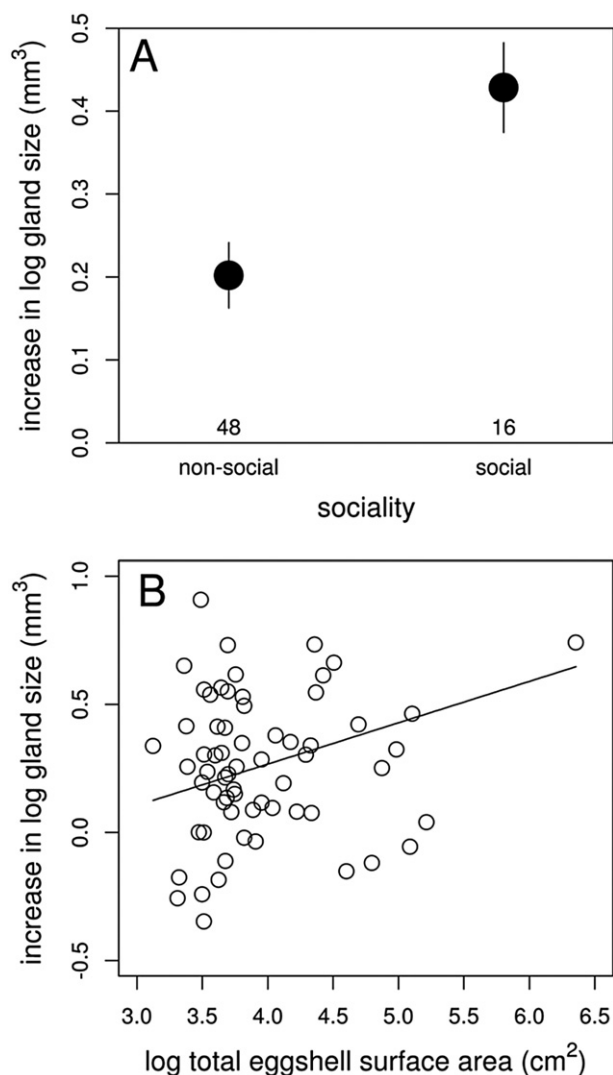 A
increase in log gland size (mm³)
0.5
0.4
0.3
0.2
0.1
0.0
48 16
non-social social
sociality
B
increase in log gland size (mm³)
1.0
0.5
0.0
-0.5
3.0 3.5 4.0 4.5 5.0 5.5 6.0 6.5
log total eggshell surface area (cm²)